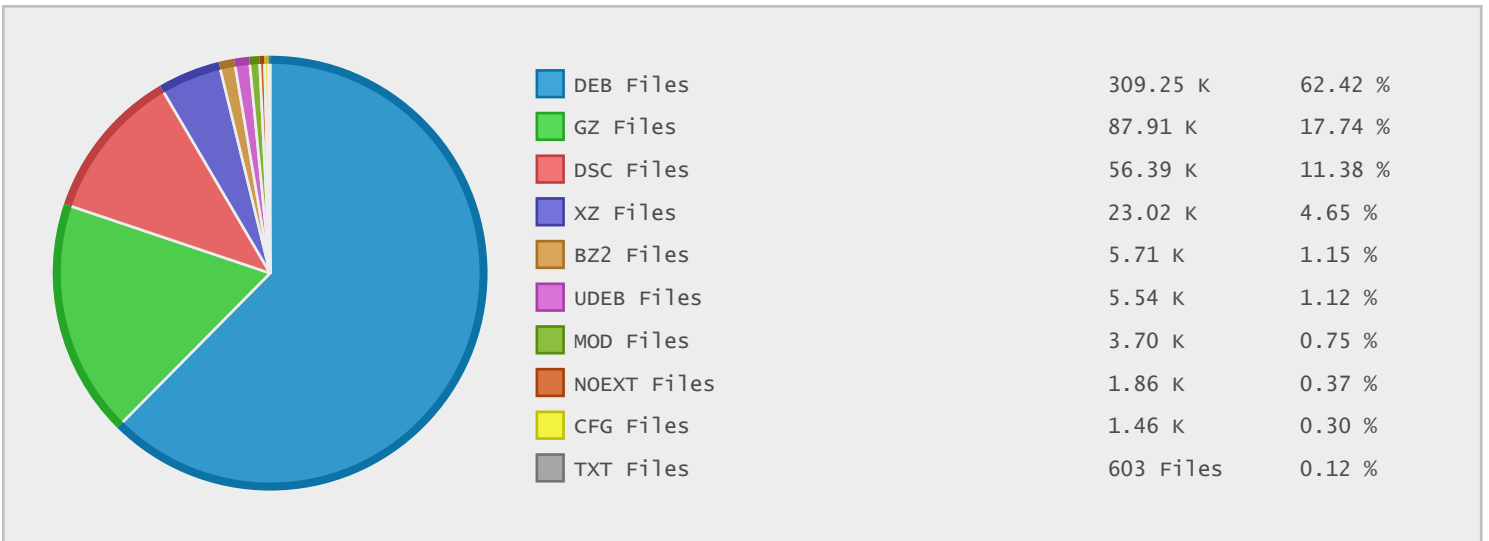 DEB Files 309.25 K 62.42 %
GZ Files 87.91 K 17.74 %
DSC Files 56.39 K 11.38 %
XZ Files 23.02 K 4.65 %
BZ2 Files 5.71 K 1.15 %
UDEB Files 5.54 K 1.12 %
MOD Files 3.70 K 0.75 %
NOEXT Files 1.86 K 0.37 %
CFG Files 1.46 K 0.30 %
TXT Files 603 Files 0.12 %